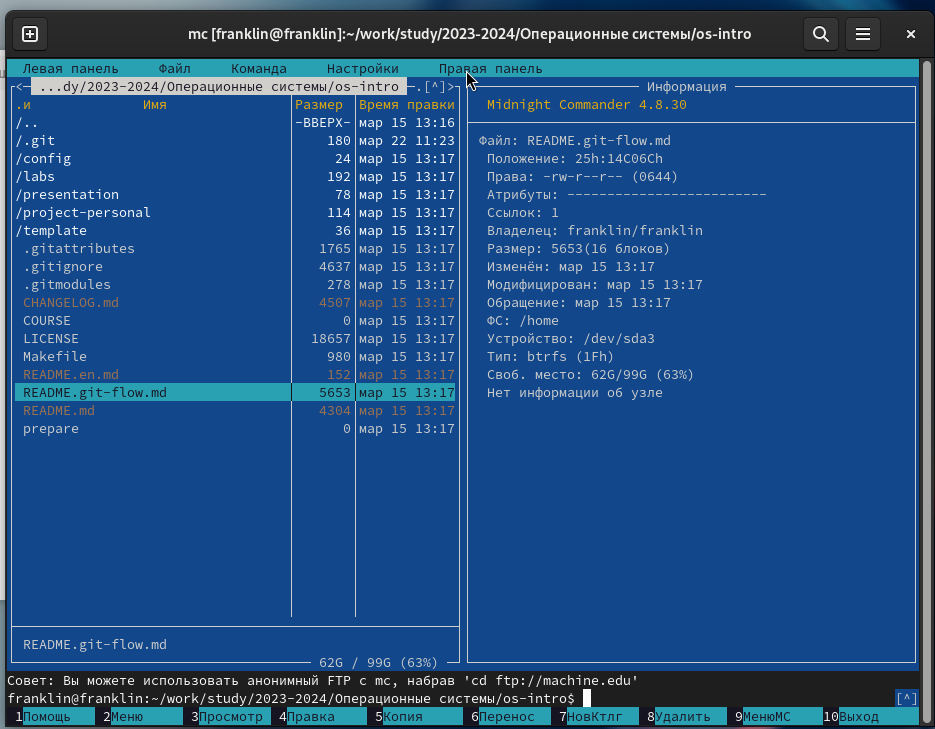 mc [franklin@franklin]:~/work/study/2023-2024/Операционные системы/os-intro
Левая панель Файл Команда Настройки Правая панель
<─ ...dy/2023-2024/Операционные системы/os-intro ─.[^]>
.и Имя Размер Время правки
/.. -ВВЕРХ- мар 15 13:16
/.git 180 мар 22 11:23
/config 24 мар 15 13:17
/labs 192 мар 15 13:17
/presentation 78 мар 15 13:17
/project-personal 114 мар 15 13:17
/template 36 мар 15 13:17
.gitattributes 1765 мар 15 13:17
.gitignore 4637 мар 15 13:17
.gitmodules 278 мар 15 13:17
CHANGELOG.md 4507 мар 15 13:17
COURSE 0 мар 15 13:17
LICENSE 18657 мар 15 13:17
Makefile 980 мар 15 13:17
README.en.md 152 мар 15 13:17
README.git-flow.md 5653 мар 15 13:17
README.md 4304 мар 15 13:17
prepare 0 мар 15 13:17
README.git-flow.md
62G / 99G (63%)
Информация
Midnight Commander 4.8.30
Файл: README.git-flow.md
Положение: 25h:14C06Ch
Права: -rw-r--r-- (0644)
Атрибуты: -------------------------
Ссылок: 1
Владелец: franklin/franklin
Размер: 5653(16 блоков)
Изменён: мар 15 13:17
Модифицирован: мар 15 13:17
Обращение: мар 15 13:17
ФС: /home
Устройство: /dev/sda3
Тип: btrfs (1Fh)
Своб. место: 62G/99G (63%)
Нет информации об узле
Совет: Вы можете использовать анонимный FTP с mc, набрав 'cd ftp://machine.edu'
franklin@franklin:~/work/study/2023-2024/Операционные системы/os-intro$ [^]
1Помощь 2Меню 3Просмотр 4Правка 5Копия 6Перенос 7НовКтлг 8Удалить 9МенюMC 10Выход